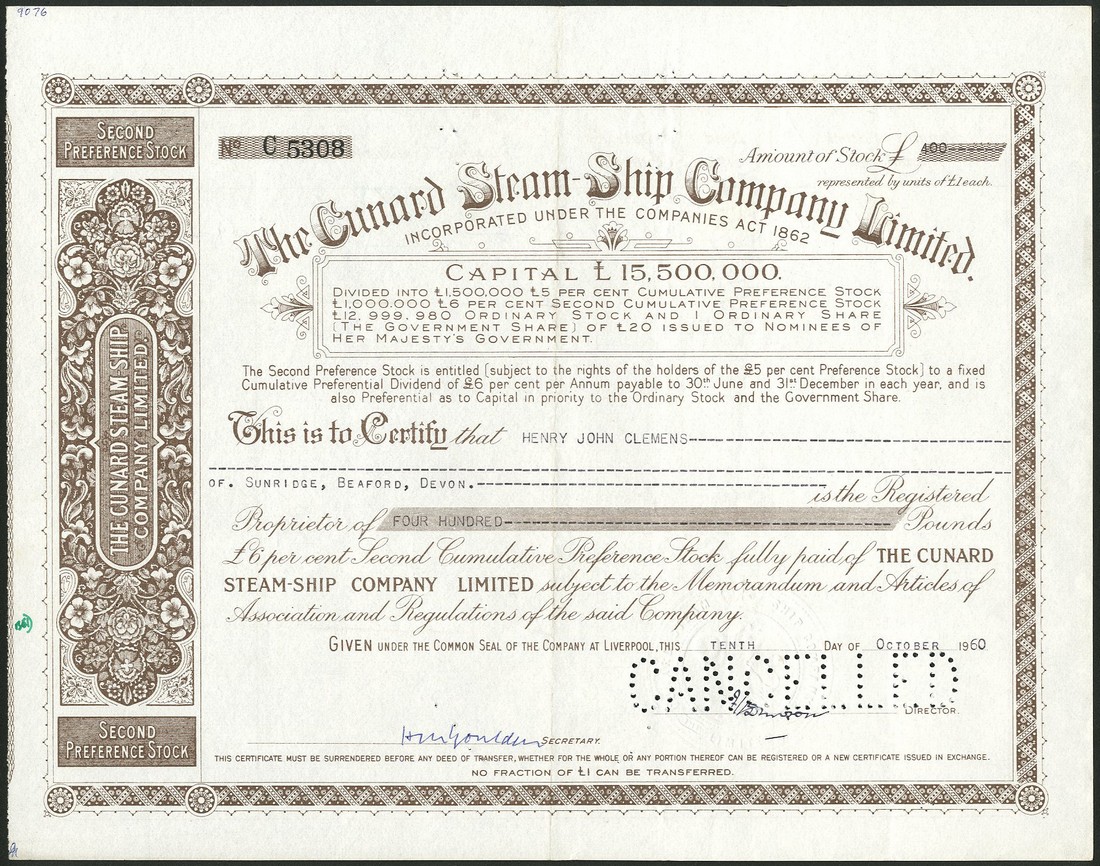 9076
SECOND
PREFERENCE STOCK
No C 5308
Amount of Stock £ 400
represented by units of £1 each.
The Cunard Steam-Ship Company Limited.
INCORPORATED UNDER THE COMPANIES ACT 1862
CAPITAL £15,500,000.
DIVIDED INTO £1,500,000 £5 PER CENT CUMULATIVE PREFERENCE STOCK
£1,000,000 £6 PER CENT SECOND CUMULATIVE PREFERENCE STOCK
£12,999,980 ORDINARY STOCK AND 1 ORDINARY SHARE
(THE GOVERNMENT SHARE) OF £20 ISSUED TO NOMINEES OF
HER MAJESTY'S GOVERNMENT.
The Second Preference Stock is entitled (subject to the rights of the holders of the £5 per cent Preference Stock) to a fixed
Cumulative Preferential Dividend of £6 per cent per Annum payable to 30th June and 31st December in each year, and is
also Preferential as to Capital in priority to the Ordinary Stock and the Government Share.
THE CUNARD STEAM-SHIP
COMPANY LIMITED.
This is to Certify that HENRY JOHN CLEMENS
OF. SUNRIDGE, BEAFORD, DEVON. is the Registered
Proprietor of FOUR HUNDRED Pounds
£6 per cent Second Cumulative Preference Stock fully paid of THE CUNARD
STEAM-SHIP COMPANY LIMITED subject to the Memorandum and Articles of
Association and Regulations of the said Company.
GIVEN UNDER THE COMMON SEAL OF THE COMPANY AT LIVERPOOL, THIS TENTH DAY OF OCTOBER 1960
CANCELLED
DIRECTOR.
SECOND
PREFERENCE STOCK
SECRETARY.
THIS CERTIFICATE MUST BE SURRENDERED BEFORE ANY DEED OF TRANSFER, WHETHER FOR THE WHOLE OR ANY PORTION THEREOF CAN BE REGISTERED OR A NEW CERTIFICATE ISSUED IN EXCHANGE.
NO FRACTION OF £1 CAN BE TRANSFERRED.